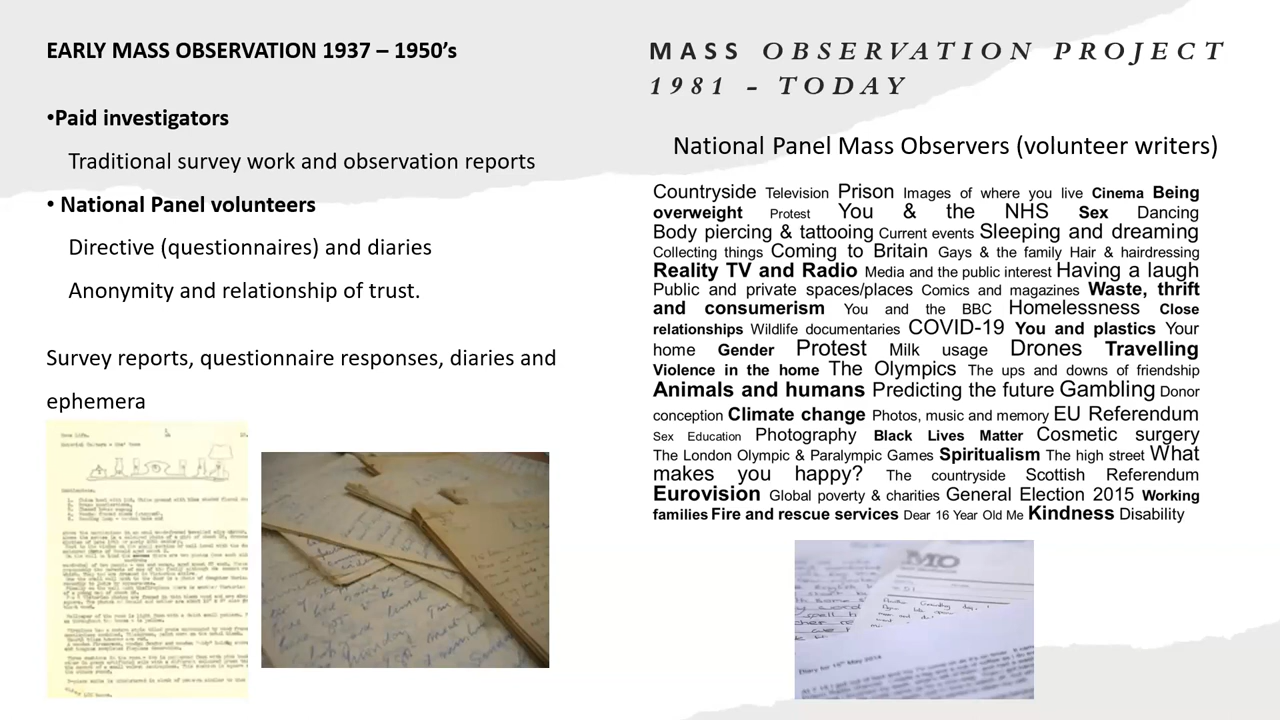 EARLY MASS OBSERVATION 1937 – 1950’s
•Paid investigators
Traditional survey work and observation reports
• National Panel volunteers
Directive (questionnaires) and diaries
Anonymity and relationship of trust.
Survey reports, questionnaire responses, diaries and
ephemera
MASS OBSERVATION PROJECT
1981 - TODAY
National Panel Mass Observers (volunteer writers)
Countryside Television Prison Images of where you live Cinema Being
overweight Protest You & the NHS Sex Dancing
Body piercing & tattooing Current events Sleeping and dreaming
Collecting things Coming to Britain Gays & the family Hair & hairdressing
Reality TV and Radio Media and the public interest Having a laugh
Public and private spaces/places Comics and magazines Waste, thrift
and consumerism You and the BBC Homelessness Close
relationships Wildlife documentaries COVID-19 You and plastics Your
home Gender Protest Milk usage Drones Travelling
Violence in the home The Olympics The ups and downs of friendship
Animals and humans Predicting the future Gambling Donor
conception Climate change Photos, music and memory EU Referendum
Sex Education Photography Black Lives Matter Cosmetic surgery
The London Olympic & Paralympic Games Spiritualism The high street What
makes you happy? The countryside Scottish Referendum
Eurovision Global poverty & charities General Election 2015 Working
families Fire and rescue services Dear 16 Year Old Me Kindness Disability
MO